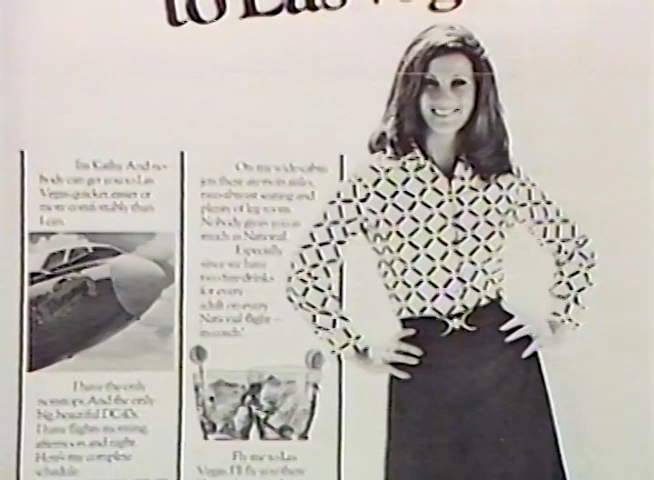 to Las Veg
I'm Kathy. And no-
body can get you to Las
Vegas quicker, easier or
more comfortably than
I can.
I have the only
nonstops. And the only
big, beautiful DC-10's.
I have flights morning,
afternoon and night.
Here's my complete
schedule.
On my wide-cabin
jets there are twin aisles,
two-abreast seating and
plenty of leg room.
Nobody gives you as
much as National.
Especially
since we have
two free drinks
for every
adult on every
National flight —
in coach!
Fly me to Las
Vegas. I'll fly you there